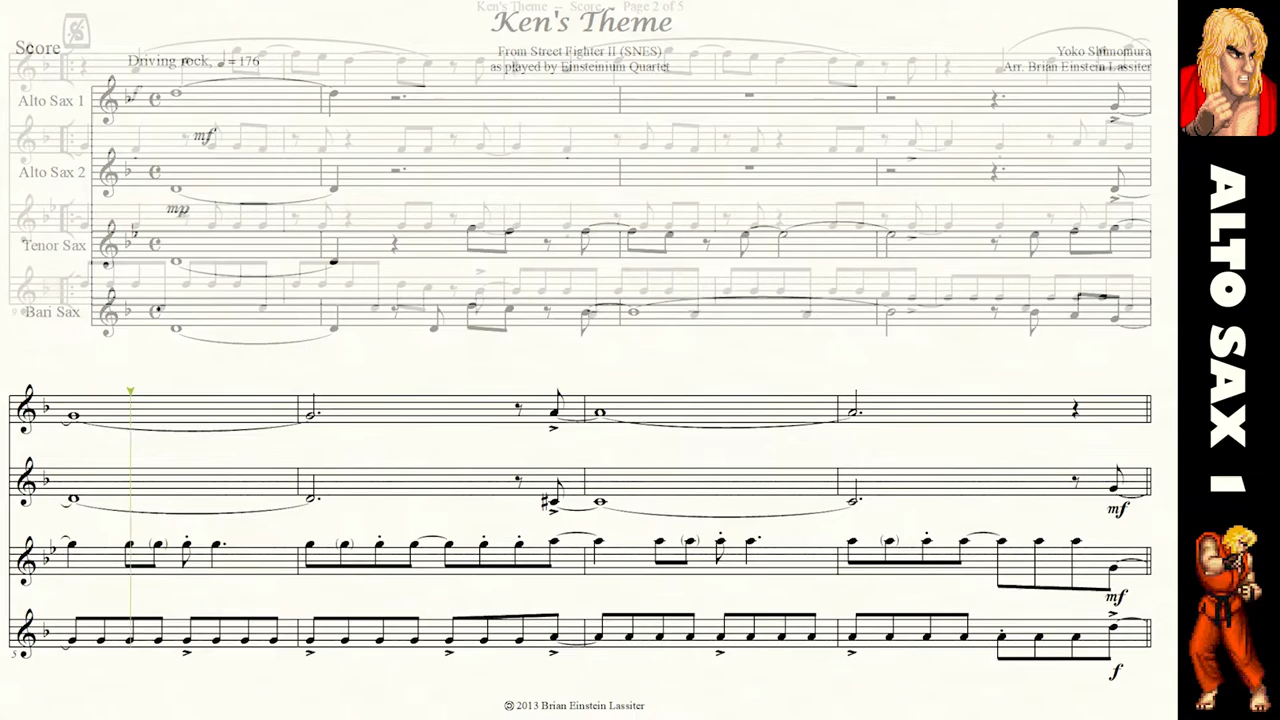 Ken's Theme -- Score -- Page 2 of 5
Ken's Theme
Score
From Street Fighter II (SNES)
as played by Einsteinium Quartet
Yoko Shimomura
Arr. Brian Einstein Lassiter
Driving rock, ♩ = 176
Alto Sax 1
mf
Alto Sax 2
mp
Tenor Sax
Bari Sax
mf
mf
5
f
© 2013 Brian Einstein Lassiter
ALTO SAX 1